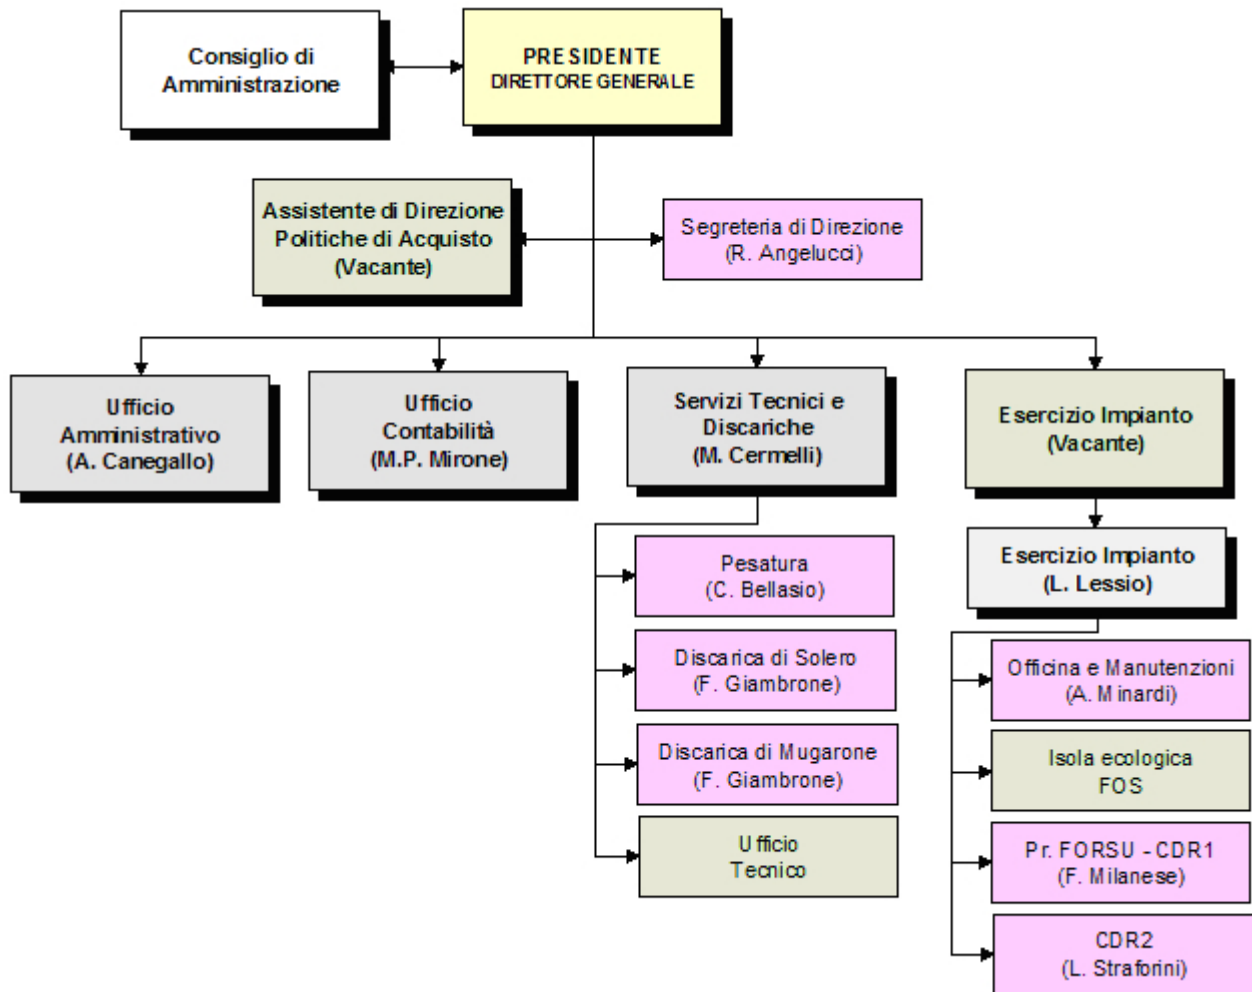 Consiglio di
Amministrazione
PRESIDENTE
DIRETTORE GENERALE
Assistente di Direzione
Politiche di Acquisto
(Vacante)
Segreteria di Direzione
(R. Angelucci)
Ufficio
Amministrativo
(A. Canegallo)
Ufficio
Contabilità
(M.P. Mirone)
Servizi Tecnici e
Discariche
(M. Cermelli)
Esercizio Impianto
(Vacante)
Pesatura
(C. Bellasio)
Discarica di Solero
(F. Giambrone)
Discarica di Mugarone
(F. Giambrone)
Ufficio
Tecnico
Esercizio Impianto
(L. Lessio)
Officina e Manutenzioni
(A. Minardi)
Isola ecologica
FOS
Pr. FORSU - CDR1
(F. Milanese)
CDR2
(L. Straforini)